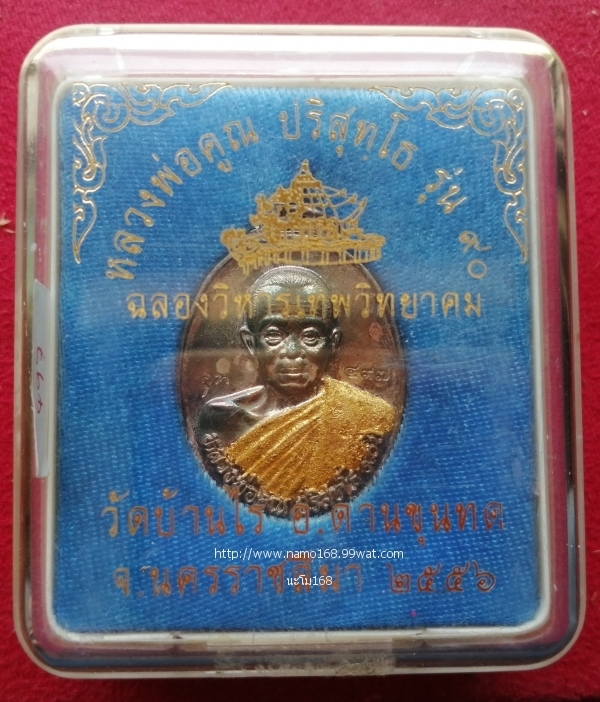 หลวงพ่อคูณ ปริสุทฺโธ รุ่น ๙๐
ฉลองวิหารเทพวิทยาคม
๔๙๙
วัดบ้านไร่ อ.ด่านขุนทด
http://www.namo168.99wat.com/
จ.นครราชสีมา ๒๕๕๖
นะโม168